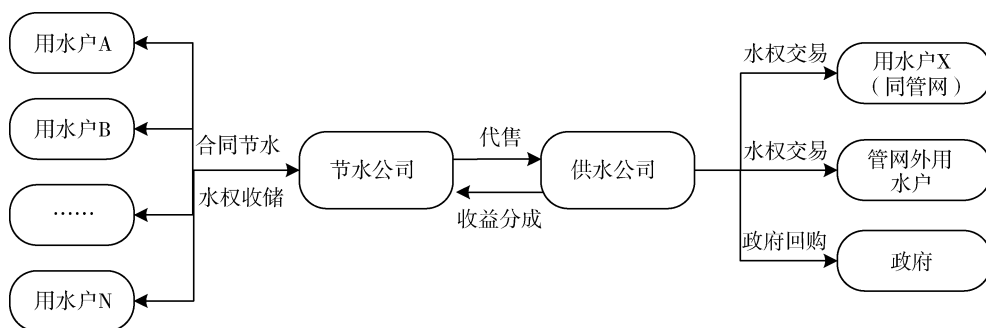 用水户A
用水户B
……
用水户N
合同节水
水权收储
节水公司
代售
收益分成
供水公司
水权交易
用水户X
(同管网)
水权交易
管网外用
水户
政府回购
政府